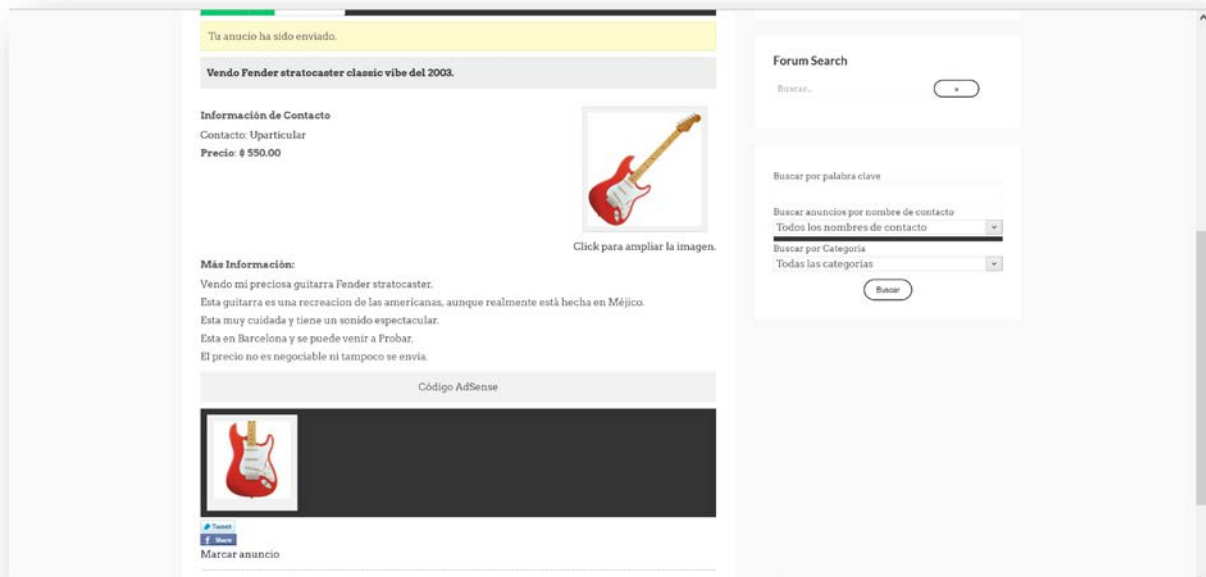 Tu anucio ha sido enviado.
Vendo Fender stratocaster classic vibe del 2003.
Información de Contacto
Contacto: Uparticular
Precio: $ 550.00
Click para ampliar la imagen.
Más Información:
Vendo mi preciosa guitarra Fender stratocaster.
Esta guitarra es una recreacion de las americanas, aunque realmente està hecha en Méjico.
Esta muy cuidada y tiene un sonido espectacular.
Esta en Barcelona y se puede venir a Probar.
El precio no es negociable ni tampoco se envia.
Código AdSense
Tweet
Share
Marcar anuncio
Forum Search
Buscar...
Buscar por palabra clave
Buscar anuncios por nombre de contacto
Todos los nombres de contacto
Buscar por Categoría
Todas las categorias
Buscar